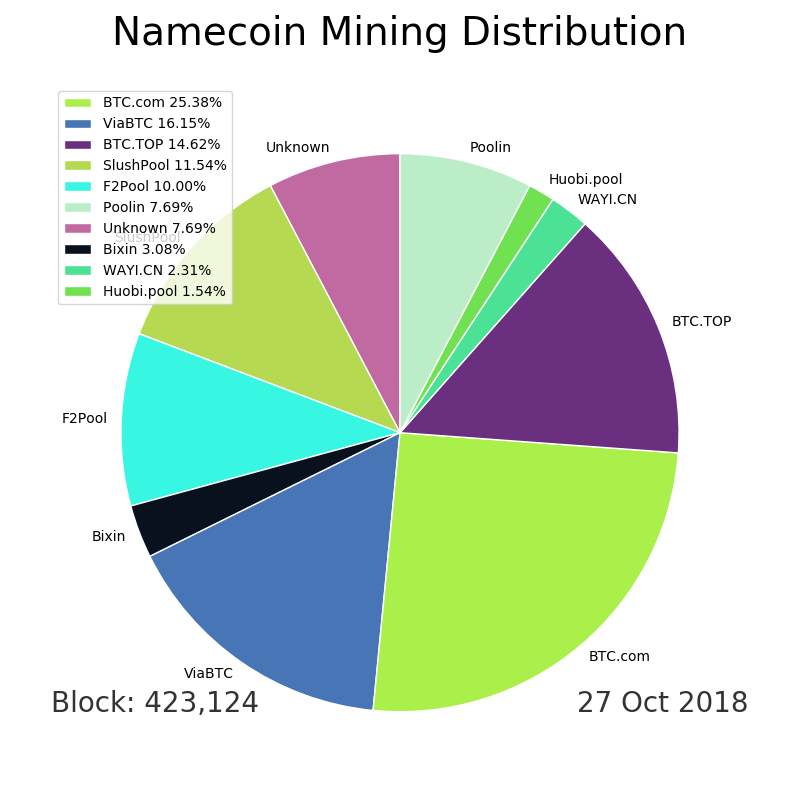 Namecoin Mining Distribution
BTC.com 25.38%
ViaBTC 16.15%
BTC.TOP 14.62%
SlushPool 11.54%
F2Pool 10.00%
Poolin 7.69%
Unknown 7.69%
Bixin 3.08%
WAYI.CN 2.31%
Huobi.pool 1.54%
Unknown
Poolin
Huobi.pool
WAYI.CN
SlushPool
BTC.TOP
F2Pool
Bixin
BTC.com
ViaBTC
Block: 423,124
27 Oct 2018